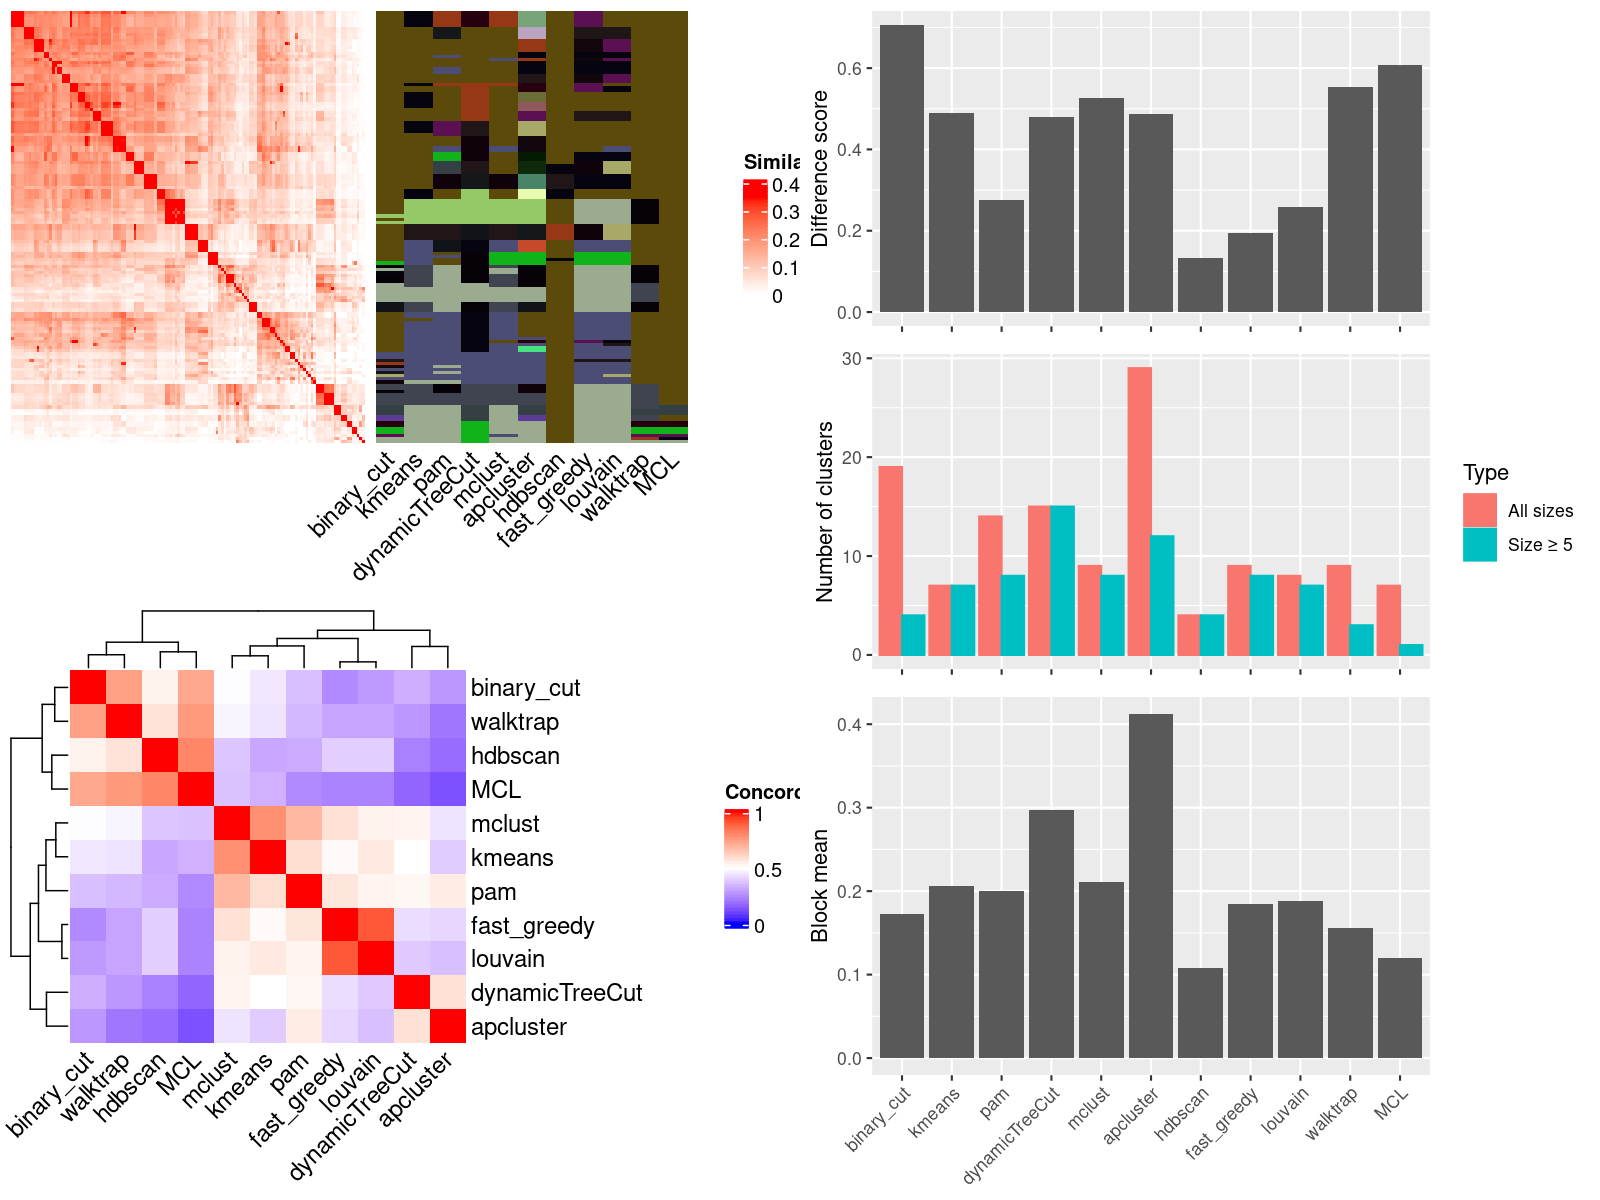 binary_cut
kmeans
pam
dynamicTreeCut
mclust
apcluster
hdbscan
fast_greedy
louvain
walktrap
MCL
Simila
0.4
0.3
0.2
0.1
0
Difference score
0.6
0.4
0.2
0.0
Number of clusters
30
20
10
0
Type
All sizes
Size ≥ 5
binary_cut
walktrap
hdbscan
MCL
mclust
kmeans
pam
fast_greedy
louvain
dynamicTreeCut
apcluster
binary_cut
walktrap
hdbscan
MCL
mclust
kmeans
pam
fast_greedy
louvain
dynamicTreeCut
apcluster
Concord
1
0.5
0
Block mean
0.4
0.3
0.2
0.1
0.0
binary_cut
kmeans
pam
dynamicTreeCut
mclust
apcluster
hdbscan
fast_greedy
louvain
walktrap
MCL